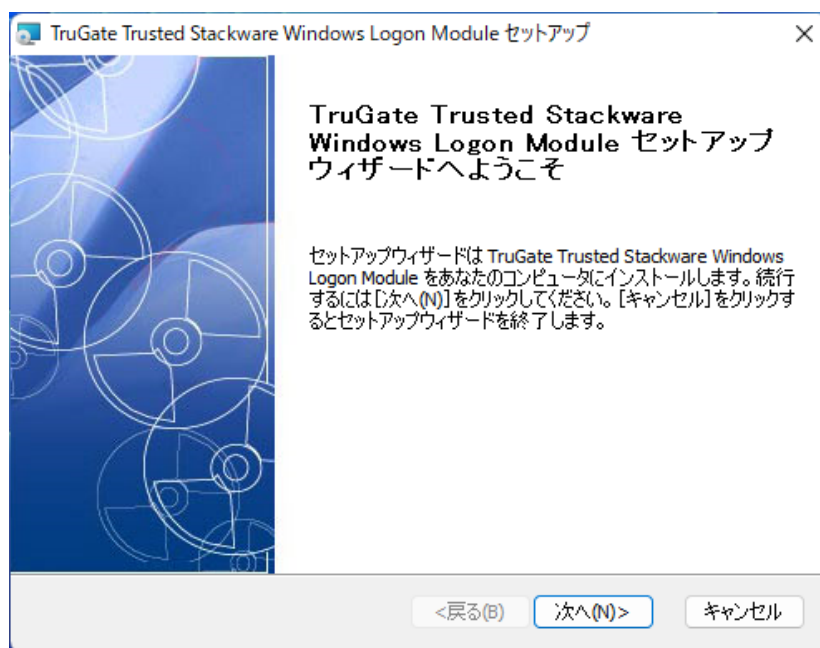 TruGate Trusted Stackware Windows Logon Module セットアップ
TruGate Trusted Stackware
Windows Logon Module セットアップ
ウィザードへようこそ
セットアップウィザードは TruGate Trusted Stackware Windows
Logon Module をあなたのコンピュータにインストールします。続行
するには[次へ(N)]をクリックしてください。[キャンセル]をクリックす
るとセットアップウィザードを終了します。
<戻る(B)
次へ(N)>
キャンセル